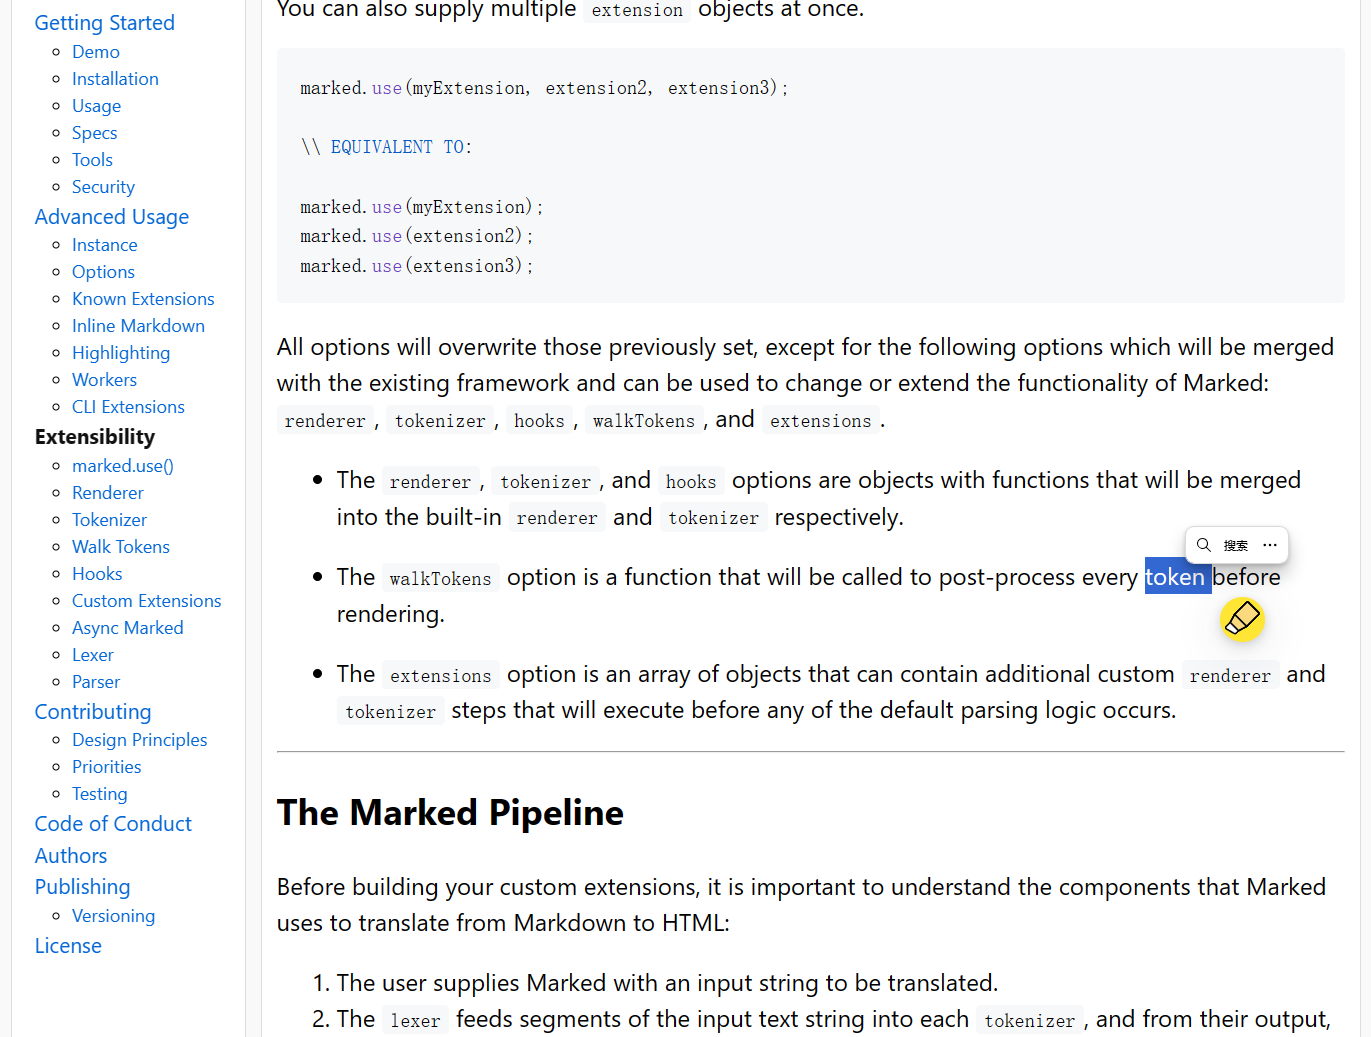 Getting Started
Demo
Installation
Usage
Specs
Tools
Security
Advanced Usage
Instance
Options
Known Extensions
Inline Markdown
Highlighting
Workers
CLI Extensions
Extensibility
marked.use()
Renderer
Tokenizer
Walk Tokens
Hooks
Custom Extensions
Async Marked
Lexer
Parser
Contributing
Design Principles
Priorities
Testing
Code of Conduct
Authors
Publishing
Versioning
License
You can also supply multiple extension objects at once.
marked.use(myExtension, extension2, extension3);
\\ EQUIVALENT TO:
marked.use(myExtension);
marked.use(extension2);
marked.use(extension3);
All options will overwrite those previously set, except for the following options which will be merged
with the existing framework and can be used to change or extend the functionality of Marked:
renderer, tokenizer, hooks, walkTokens, and extensions.
The renderer, tokenizer, and hooks options are objects with functions that will be merged
into the built-in renderer and tokenizer respectively.
搜索 ···
The walkTokens option is a function that will be called to post-process every token before
rendering.
The extensions option is an array of objects that can contain additional custom renderer and
tokenizer steps that will execute before any of the default parsing logic occurs.
The Marked Pipeline
Before building your custom extensions, it is important to understand the components that Marked
uses to translate from Markdown to HTML:
1. The user supplies Marked with an input string to be translated.
2. The lexer feeds segments of the input text string into each tokenizer, and from their output,